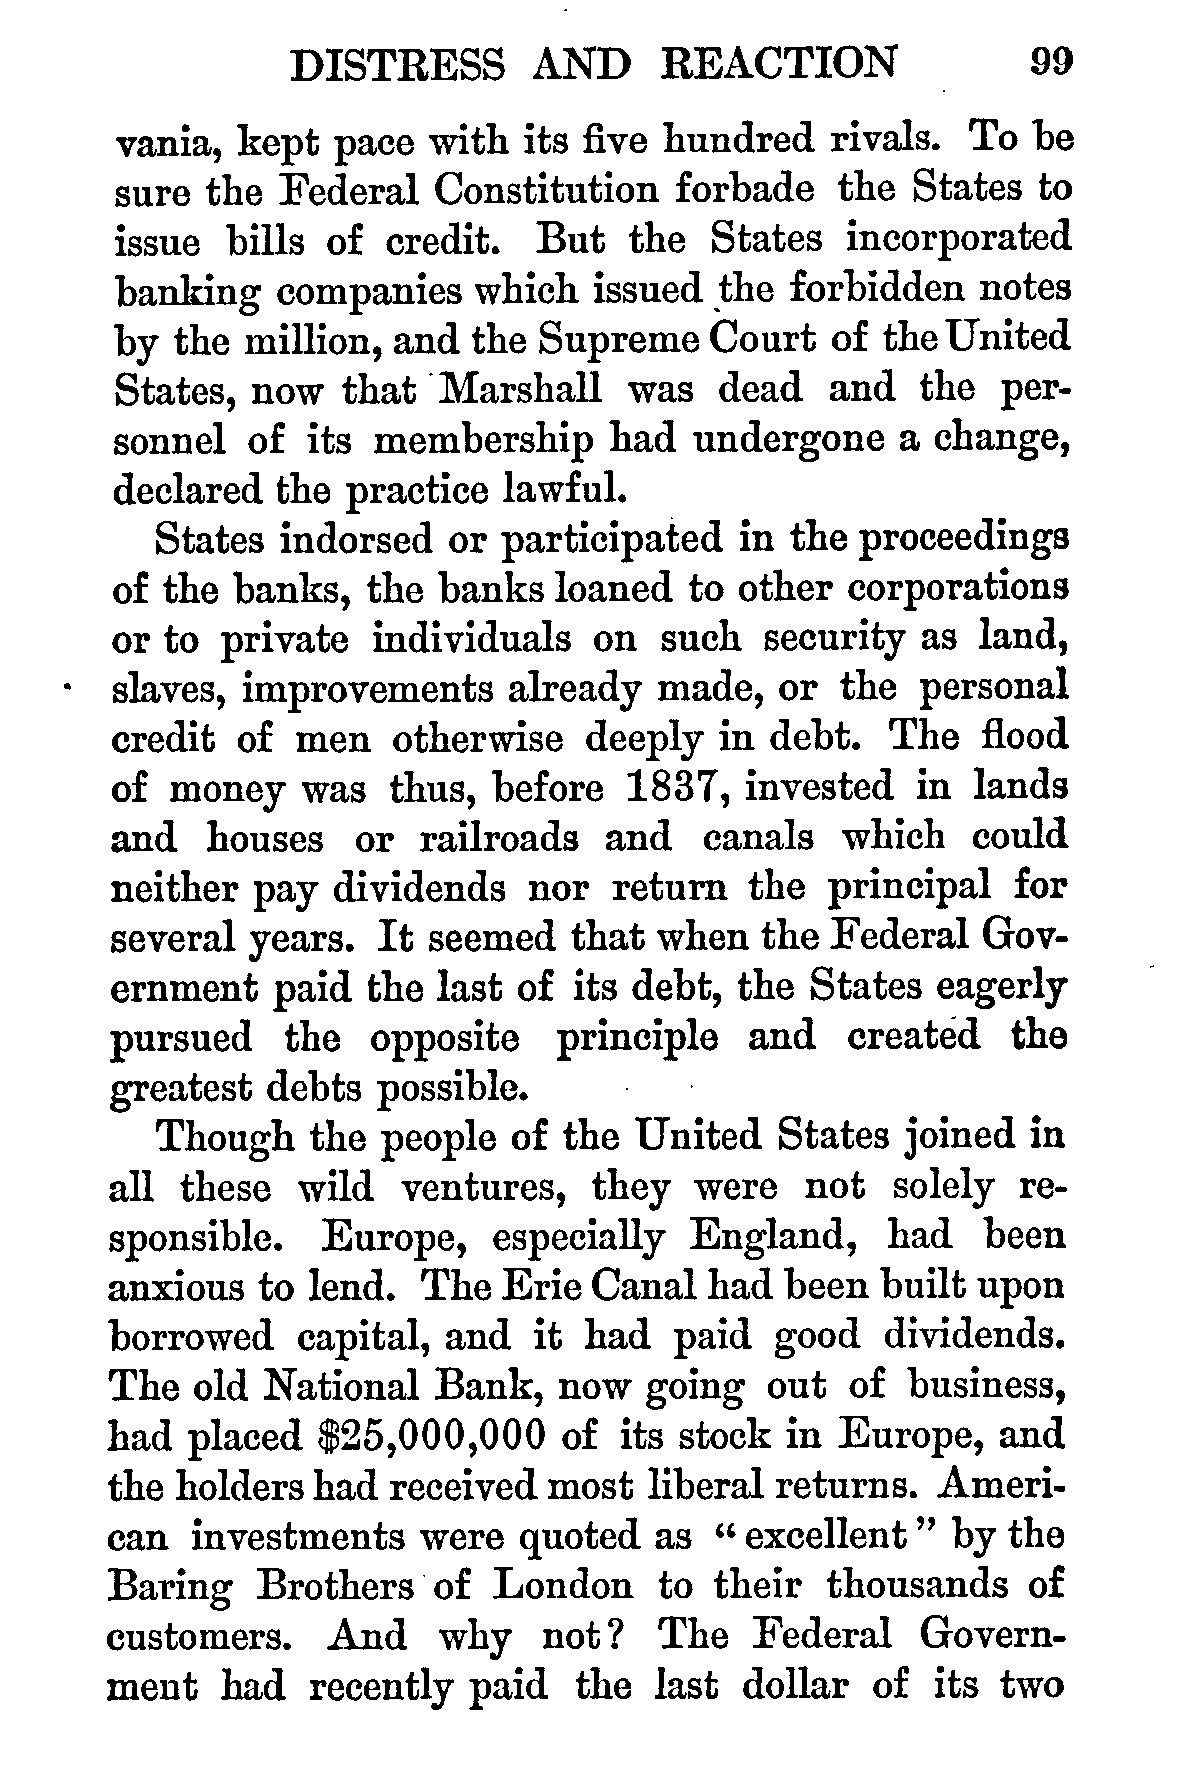 DISTRESS AND REACTION 99
vania, kept pace with its five hundred rivals. To be
sure the Federal Constitution forbade the States to
issue bills of credit. But the States incorporated
banking companies which issued the forbidden notes
by the million, and the Supreme Court of the United
States, now that Marshall was dead and the per-
sonnel of its membership had undergone a change,
declared the practice lawful.
States indorsed or participated in the proceedings
of the banks, the banks loaned to other corporations
or to private individuals on such security as land,
slaves, improvements already made, or the personal
credit of men otherwise deeply in debt. The flood
of money was thus, before 1837, invested in lands
and houses or railroads and canals which could
neither pay dividends nor return the principal for
several years. It seemed that when the Federal Gov-
ernment paid the last of its debt, the States eagerly
pursued the opposite principle and created the
greatest debts possible.
Though the people of the United States joined in
all these wild ventures, they were not solely re-
sponsible. Europe, especially England, had been
anxious to lend. The Erie Canal had been built upon
borrowed capital, and it had paid good dividends.
The old National Bank, now going out of business,
had placed $25,000,000 of its stock in Europe, and
the holders had received most liberal returns. Ameri-
can investments were quoted as “ excellent ” by the
Baring Brothers of London to their thousands of
customers. And why not? The Federal Govern-
ment had recently paid the last dollar of its two